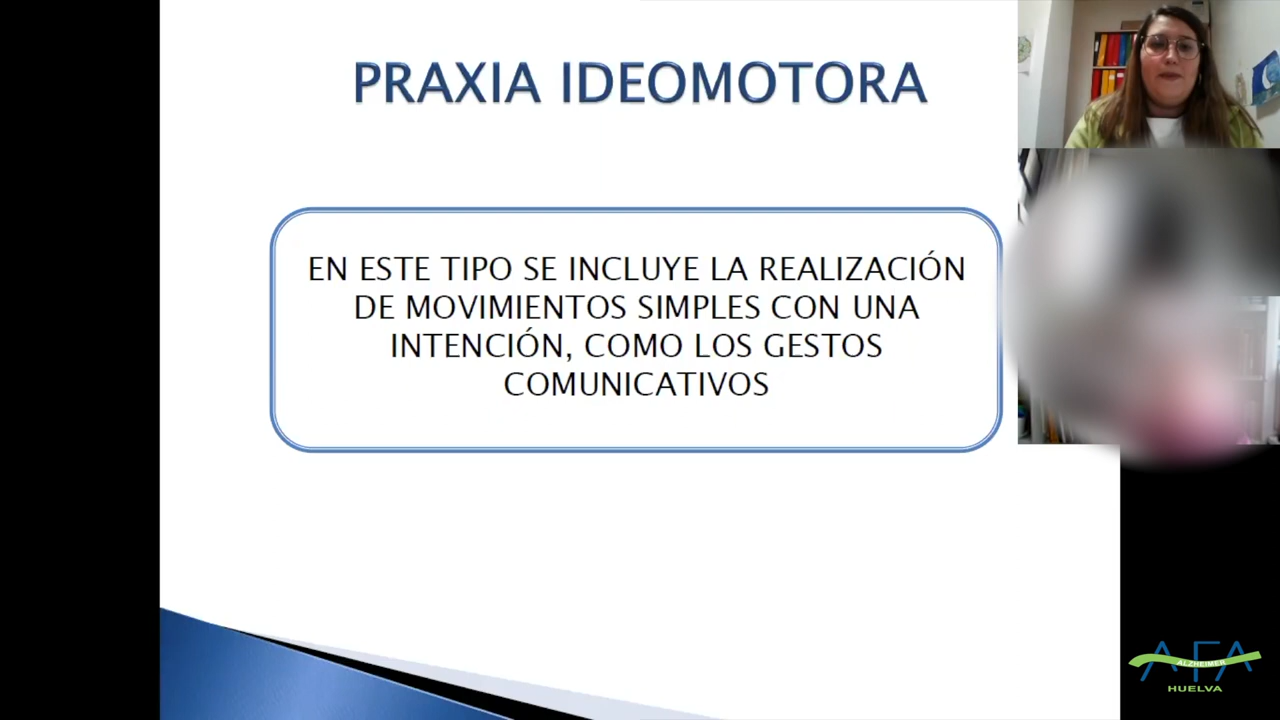 PRAXIA IDEOMOTORA
EN ESTE TIPO SE INCLUYE LA REALIZACIÓN
DE MOVIMIENTOS SIMPLES CON UNA
INTENCIÓN, COMO LOS GESTOS
COMUNICATIVOS
AFA
ALZHEIMER
HUELVA